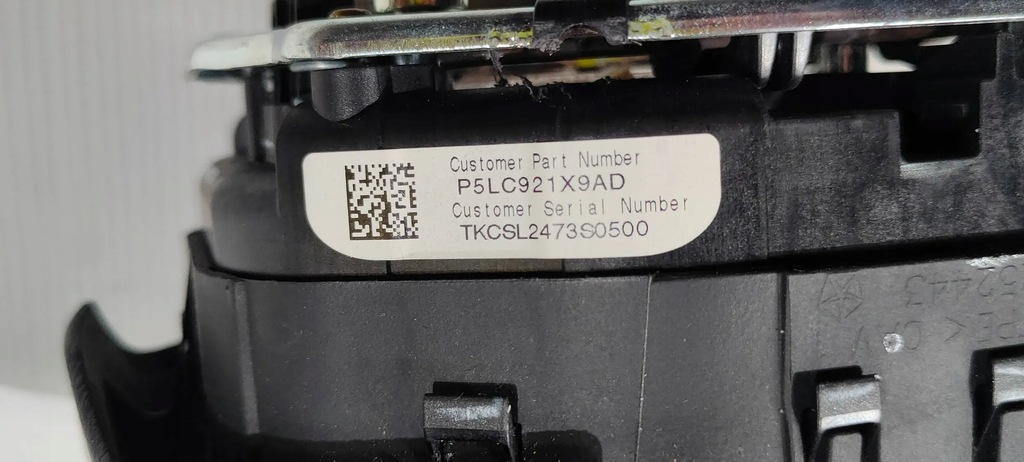 Customer Part Number
P5LC921X9AD
Customer Serial Number
TKCSL2473S0500